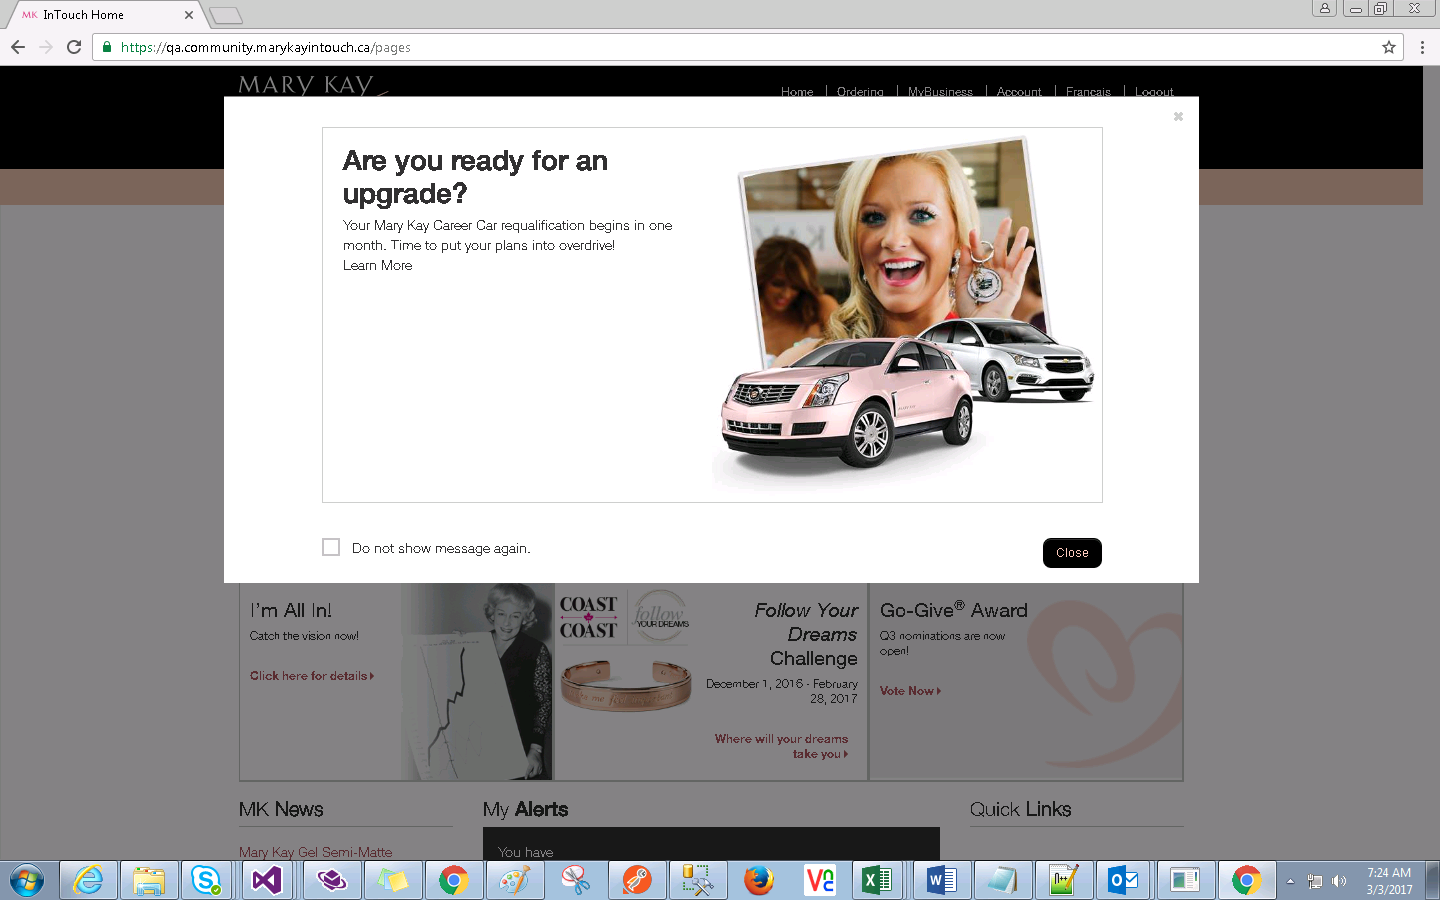 MK InTouch Home
https://qa.community.marykayintouch.ca/pages
MARY KAY
Home | Ordering | MyBusiness | Account | Français | Logout
Are you ready for an
upgrade?
Your Mary Kay Career Car requalification begins in one
month. Time to put your plans into overdrive!
Learn More
Do not show message again.
Close
I'm All In!
Catch the vision now!
Click here for details
COAST
COAST
follow
YOUR DREAMS
Follow Your
Dreams
Challenge
December 1, 2016 - February
28, 2017
Where will your dreams
take you
Go-Give® Award
Q3 nominations are now
open!
Vote Now
MK News
Mary Kay Gel Semi-Matte
My Alerts
You have
Quick Links
7:24 AM
3/3/2017